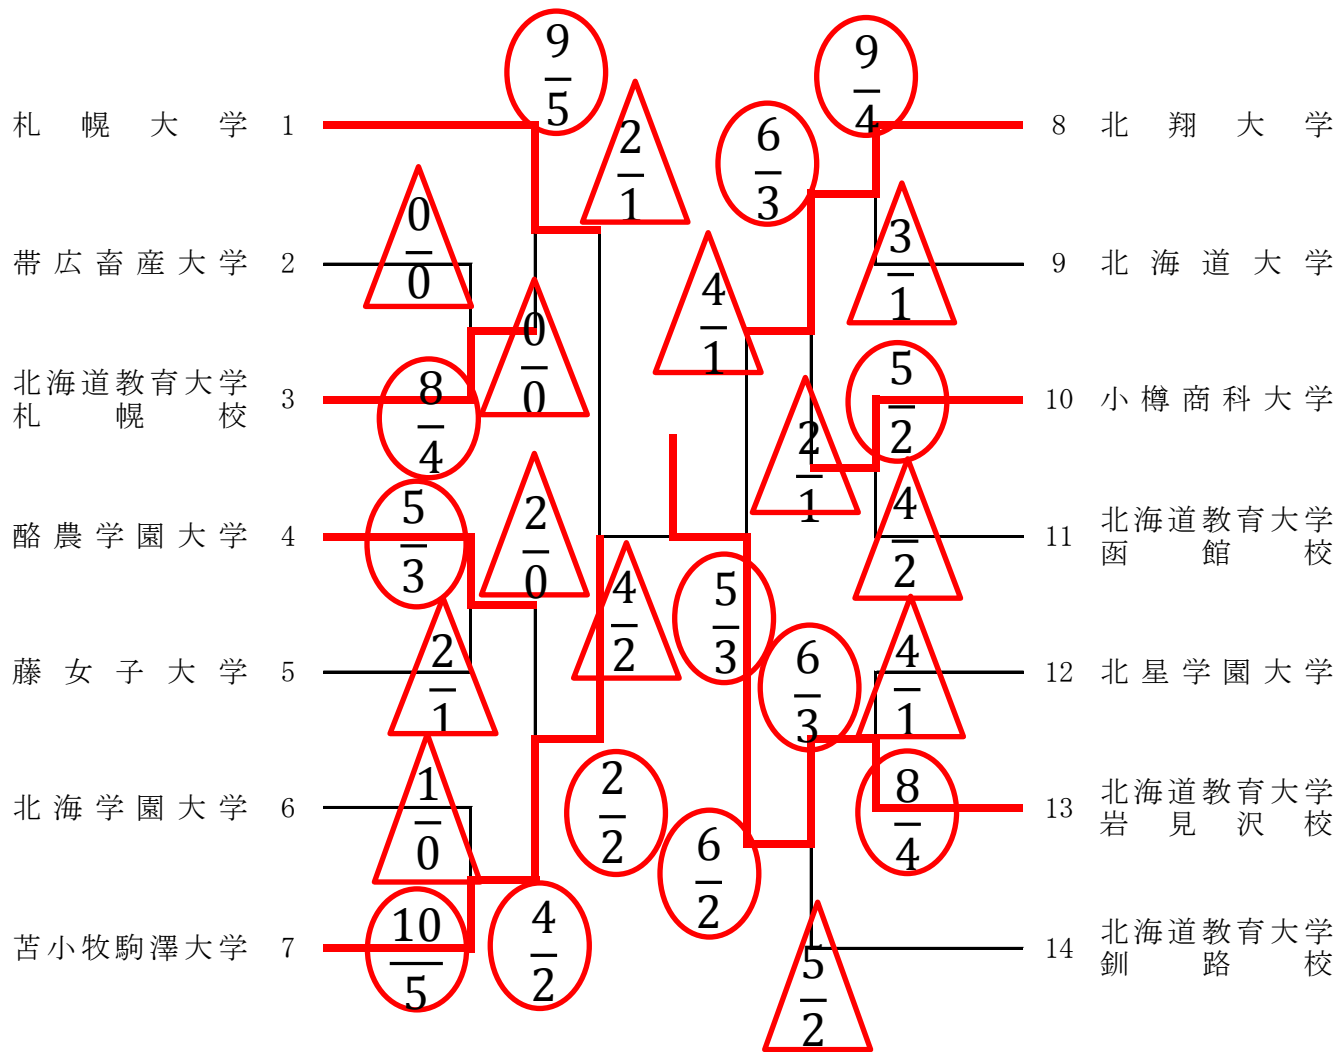 札幌大学 1
帯広畜産大学 2
北海道教育大学
札幌校 3
酪農学園大学 4
藤女子大学 5
北海学園大学 6
苫小牧駒澤大学 7
9
5
2
1
0
0
0
0
8
4
5
3
2
0
2
1
4
2
1
0
10
5
4
2
2
2
9
4
6
3
3
1
4
1
5
2
2
1
4
2
5
3
6
3
4
1
8
4
6
2
5
2
8 北翔大学
9 北海道大学
10 小樽商科大学
11 北海道教育大学
函館校
12 北星学園大学
13 北海道教育大学
岩見沢校
14 北海道教育大学
釧路校